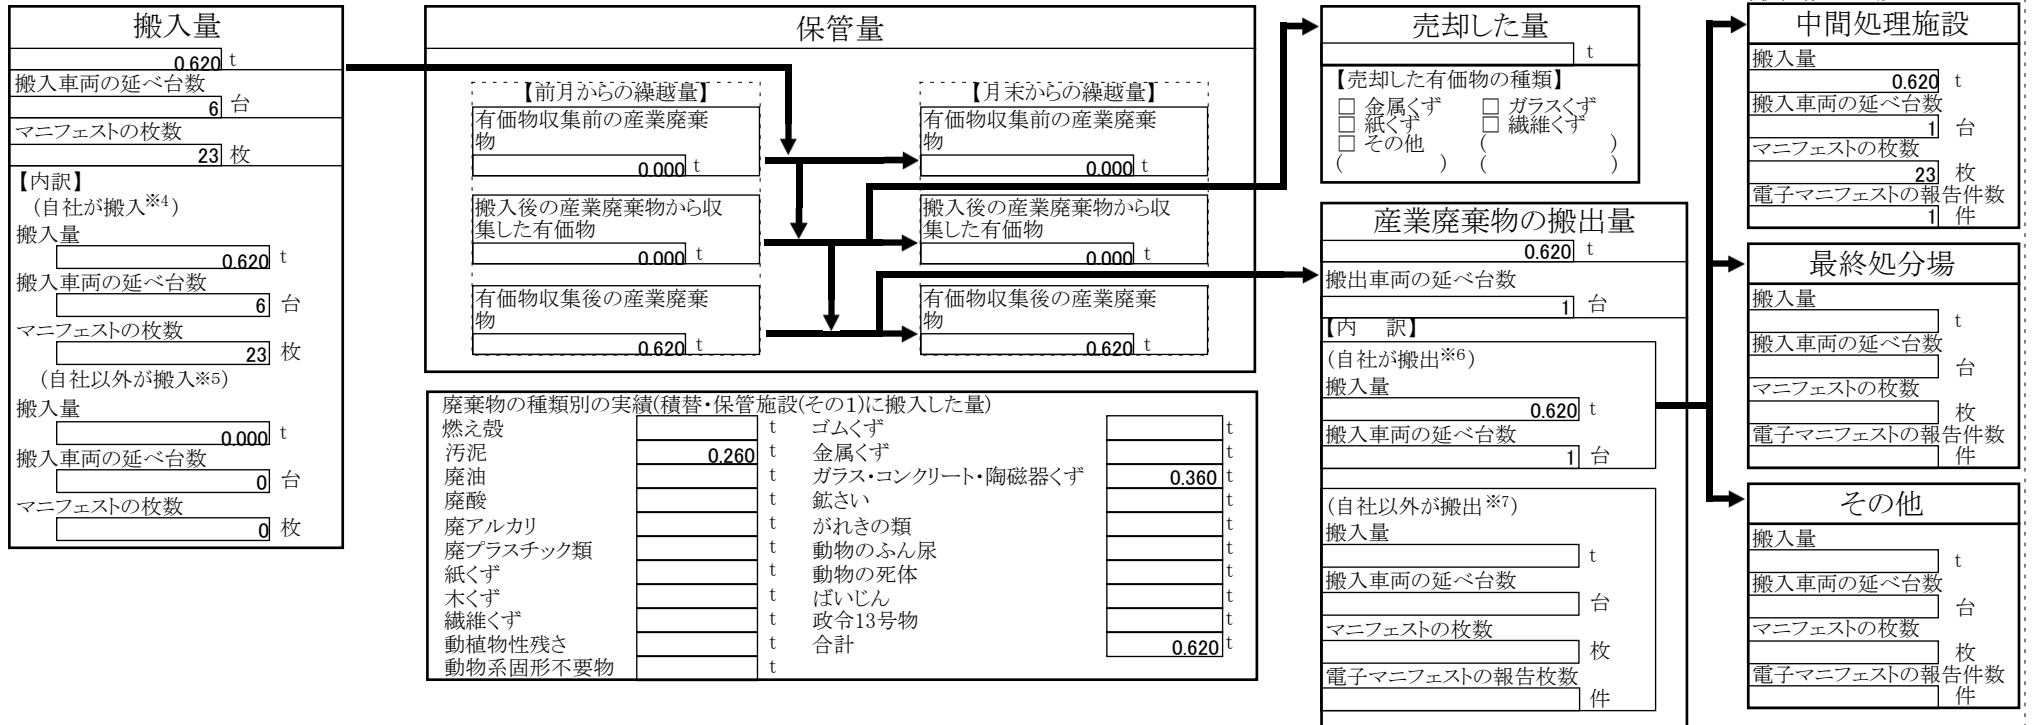 搬入量
0.620 t
搬入車両の延べ台数
6 台
マニフェストの枚数
23 枚
【内訳】
(自社が搬入※4)
搬入量
0.620 t
搬入車両の延べ台数
6 台
マニフェストの枚数
23 枚
(自社以外が搬入※5)
搬入量
0.000 t
搬入車両の延べ台数
0 台
マニフェストの枚数
0 枚
保管量
【前月からの繰越量】
有価物収集前の産業廃棄
物
0.000 t
搬入後の産業廃棄物から収
集した有価物
0.000 t
有価物収集後の産業廃棄
物
0.620 t
【月末からの繰越量】
有価物収集前の産業廃棄
物
0.000 t
搬入後の産業廃棄物から収
集した有価物
0.000 t
有価物収集後の産業廃棄
物
0.620 t
廃棄物の種類別の実績(積替・保管施設(その1)に搬入した量)
燃え殻 t ゴムくず t
汚泥 0.260 t 金属くず t
廃油 t ガラス・コンクリート・陶磁器くず 0.360 t
廃酸 t 鉱さい t
廃アルカリ t がれきの類 t
廃プラスチック類 t 動物のふん尿 t
紙くず t 動物の死体 t
木くず t ばいじん t
繊維くず t 政令13号物 t
動植物性残さ t 合計 0.620 t
動物系固形不要物 t
売却した量
t
【売却した有価物の種類】
□ 金属くず □ ガラスくず
□ 紙くず □ 繊維くず
□ その他 ( )
( ) ( )
産業廃棄物の搬出量
0.620 t
搬出車両の延べ台数
1 台
【内 訳】
(自社が搬出※6)
搬入量
0.620 t
搬入車両の延べ台数
1 台
(自社以外が搬出※7)
搬入量
t
搬入車両の延べ台数
台
マニフェストの枚数
枚
電子マニフェストの報告枚数
件
中間処理施設
搬入量
0.620 t
搬入車両の延べ台数
1 台
マニフェストの枚数
23 枚
電子マニフェストの報告件数
1 件
最終処分場
搬入量
t
搬入車両の延べ台数
台
マニフェストの枚数
枚
電子マニフェストの報告件数
件
その他
搬入量
t
搬入車両の延べ台数
台
マニフェストの枚数
枚
電子マニフェストの報告件数
件